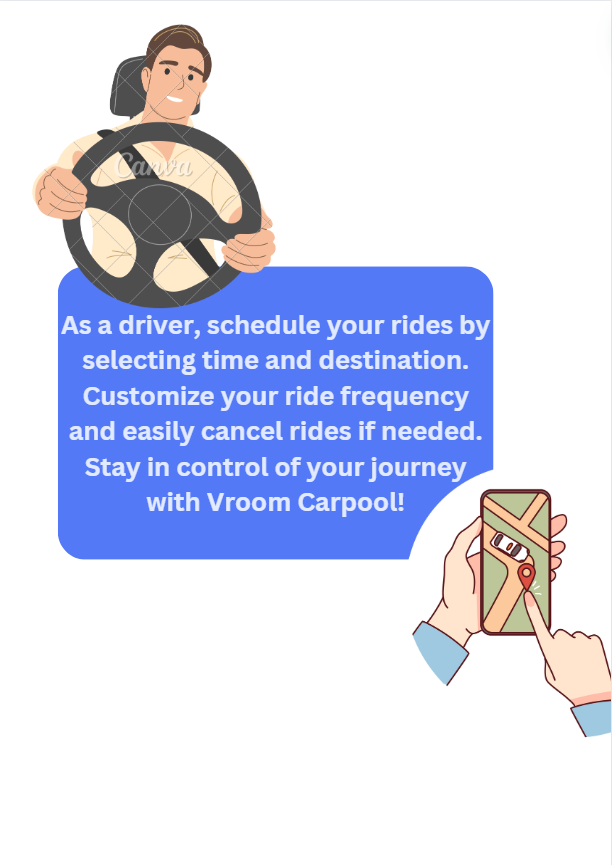 Canva
As a driver, schedule your rides by
selecting time and destination.
Customize your ride frequency
and easily cancel rides if needed.
Stay in control of your journey
with Vroom Carpool!